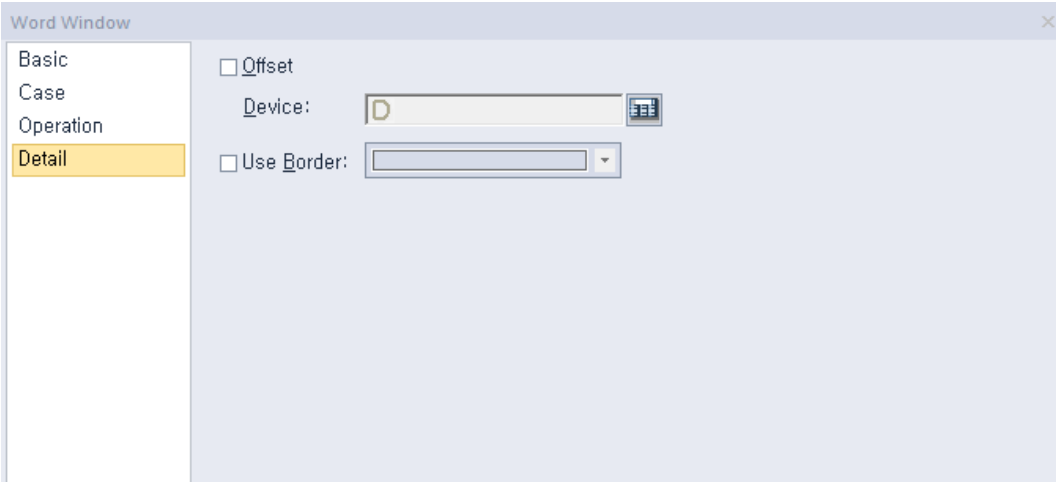 Word Window
Basic
Case
Operation
Detail
Offset
Device:
D
Use Border: